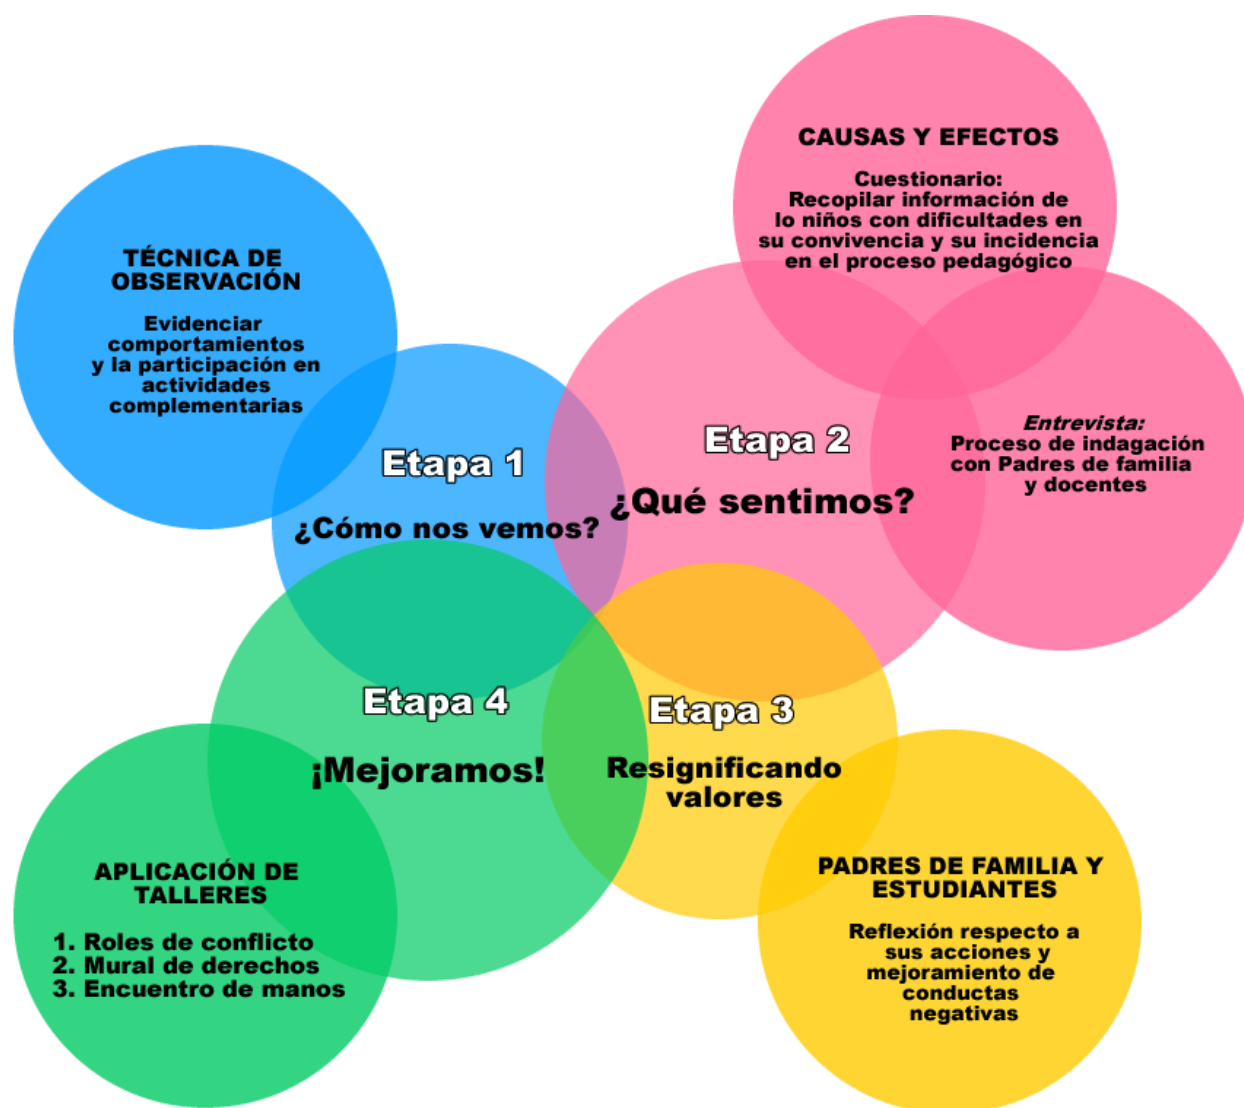 TÉCNICA DE
OBSERVACIÓN
Evidenciar
comportamientos
y la participación en
actividades
complementarias
Etapa 1
¿Cómo nos vemos?
CAUSAS Y EFECTOS
Cuestionario:
Recopilar información de
lo niños con dificultades en
su convivencia y su incidencia
en el proceso pedagógico
Etapa 2
¿Qué sentimos?
Entrevista:
Proceso de indagación
con Padres de familia
y docentes
Etapa 3
Resignificando
valores
PADRES DE FAMILIA Y
ESTUDIANTES
Reflexión respecto a
sus acciones y
mejoramiento de
conductas
negativas
Etapa 4
¡Mejoramos!
APLICACIÓN DE
TALLERES
1. Roles de conflicto
2. Mural de derechos
3. Encuentro de manos